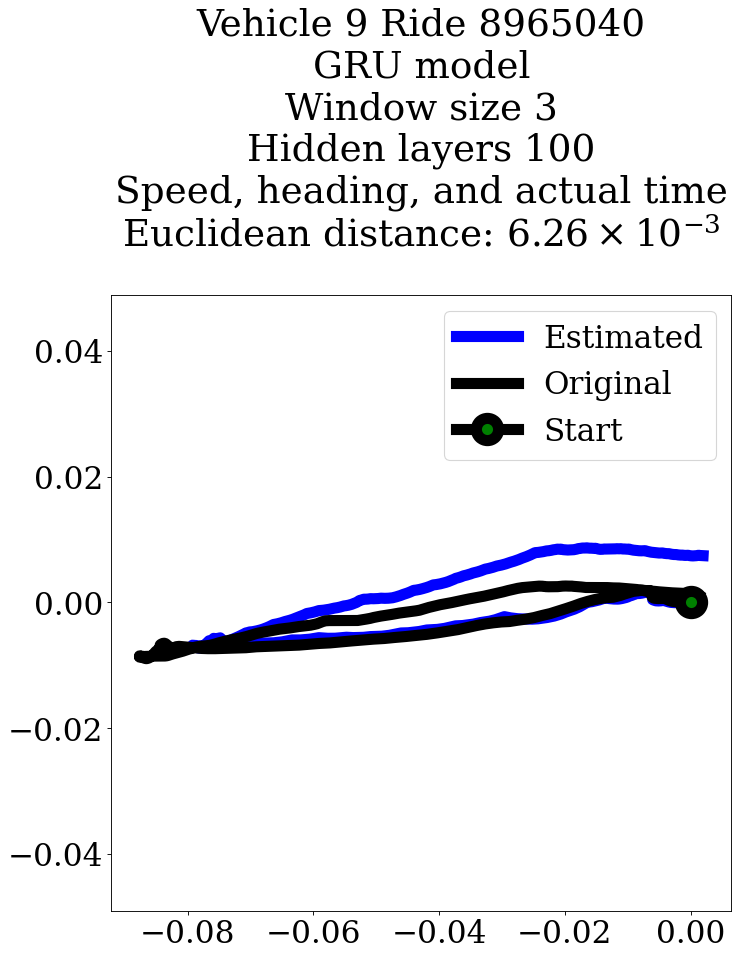 Vehicle 9 Ride 8965040
GRU model
Window size 3
Hidden layers 100
Speed, heading, and actual time
Euclidean distance: 6.26 × 10⁻³
Estimated
Original
Start
0.04
0.02
0.00
−0.02
−0.04
−0.08 −0.06 −0.04 −0.02 0.00